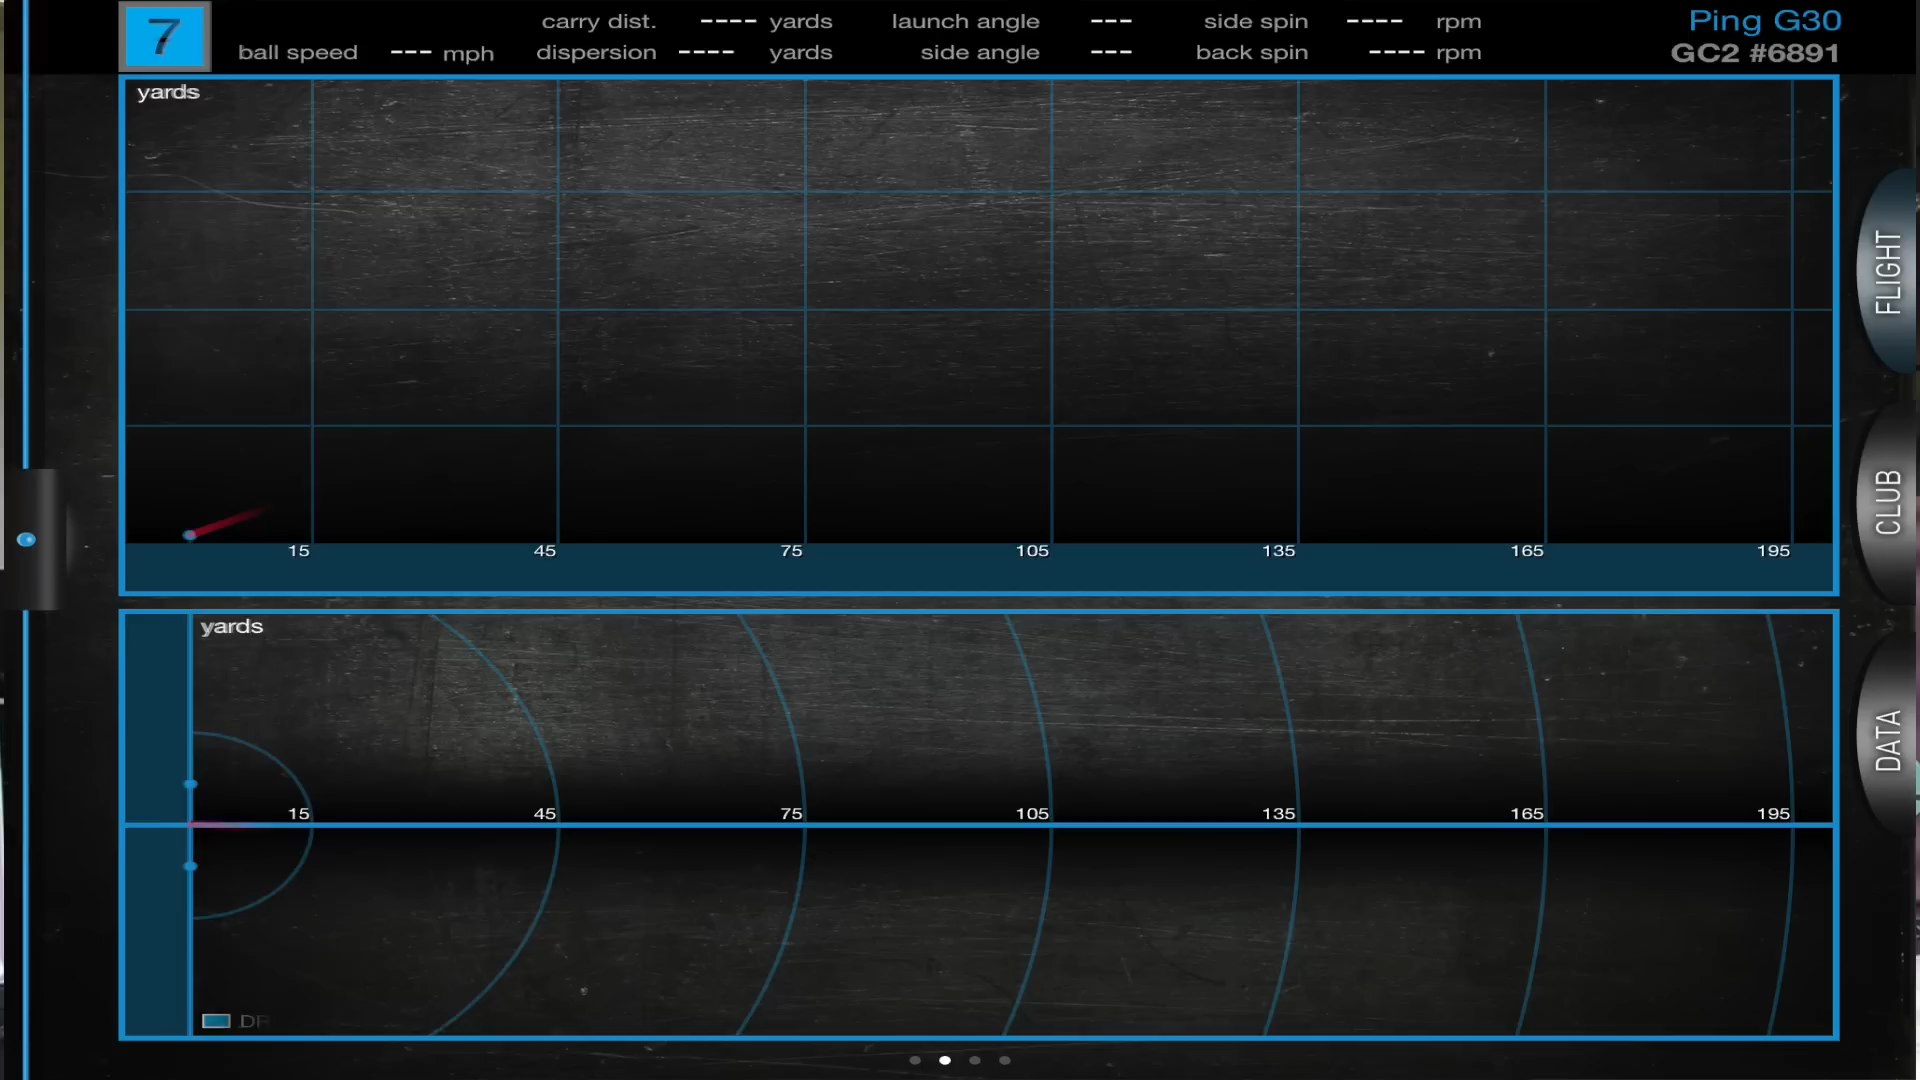 7
carry dist. ---- yards launch angle --- side spin ---- rpm
ball speed --- mph dispersion ---- yards side angle --- back spin ---- rpm
Ping G30
GC2 #6891
yards
15 45 75 105 135 165 195
yards
15 45 75 105 135 165 195
FLIGHT
CLUB
DATA